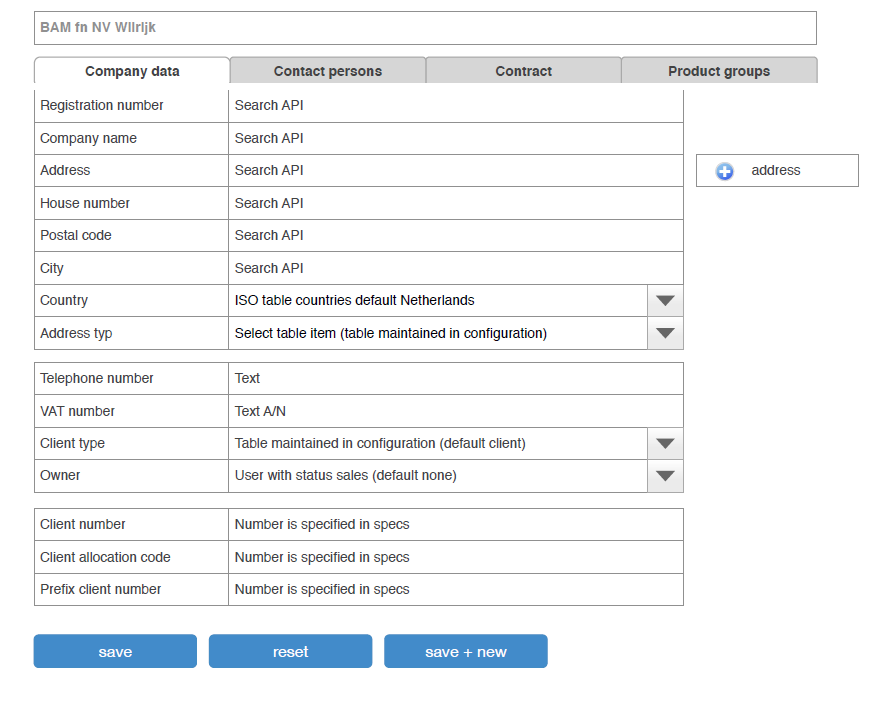 BAM fn NV Wilrijk
Company data Contact persons Contract Product groups
Registration number Search API
Company name Search API
Address Search API address
House number Search API
Postal code Search API
City Search API
Country ISO table countries default Netherlands
Address typ Select table item (table maintained in configuration)
Telephone number Text
VAT number Text A/N
Client type Table maintained in configuration (default client)
Owner User with status sales (default none)
Client number Number is specified in specs
Client allocation code Number is specified in specs
Prefix client number Number is specified in specs
save reset save + new